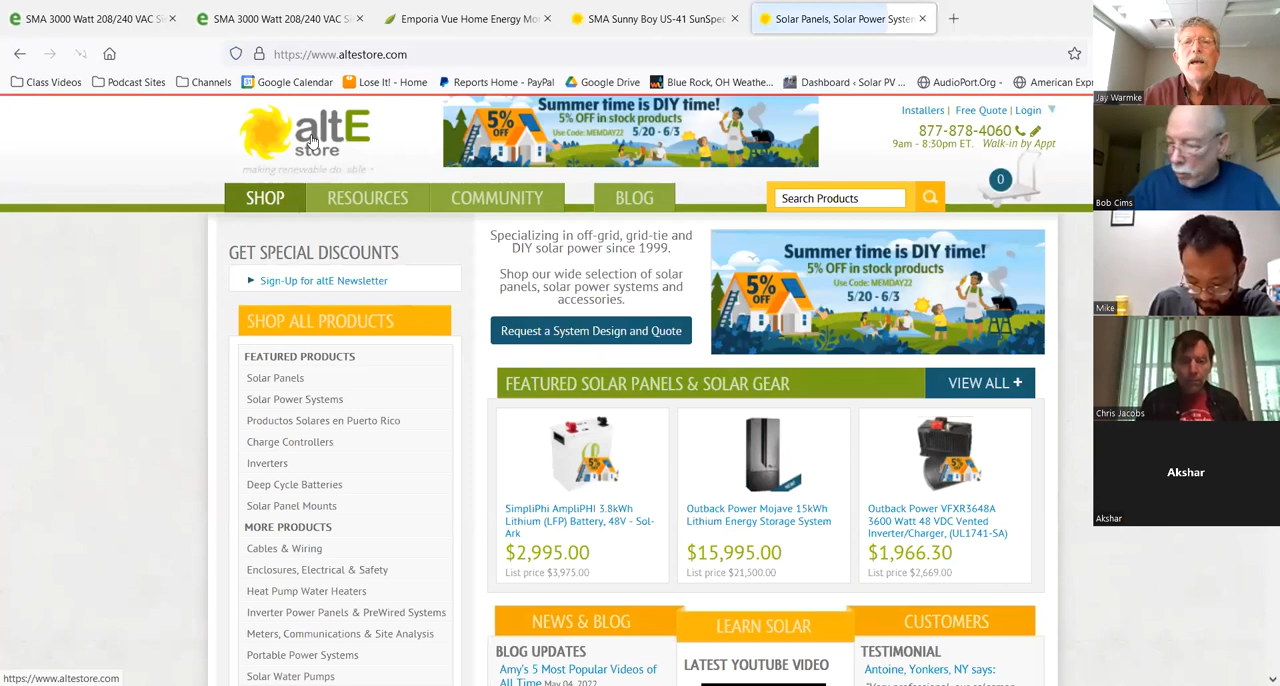 SMA 3000 Watt 208/240 VAC Si
SMA 3000 Watt 208/240 VAC S
Emporia Vue Home Energy Mo
SMA Sunny Boy US-41 SunSpec
Solar Panels, Solar Power System
https://www.altestore.com
Class Videos
Podcast Sites
Channels
Google Calendar
Lose It! - Home
Reports Home - PayPal
Google Drive
Blue Rock, OH Weathe...
Dashboard ‹ Solar PV ...
AudioPort.Org -
American Exp
altE
store
making renewable do·able
Summer time is DIY time!
5% OFF
5% OFF in stock products
Use Code: MEMDAY22
5/20 - 6/3
Installers | Free Quote | Login
877-878-4060
9am - 8:30pm ET. Walk-in by Appt
0
SHOP
RESOURCES
COMMUNITY
BLOG
Search Products
GET SPECIAL DISCOUNTS
Sign-Up for altE Newsletter
SHOP ALL PRODUCTS
FEATURED PRODUCTS
Solar Panels
Solar Power Systems
Productos Solares en Puerto Rico
Charge Controllers
Inverters
Deep Cycle Batteries
Solar Panel Mounts
MORE PRODUCTS
Cables & Wiring
Enclosures, Electrical & Safety
Heat Pump Water Heaters
Inverter Power Panels & PreWired Systems
Meters, Communications & Site Analysis
Portable Power Systems
Solar Water Pumps
Specializing in off-grid, grid-tie and
DIY solar power since 1999.
Shop our wide selection of solar
panels, solar power systems and
accessories.
Request a System Design and Quote
Summer time is DIY time!
5% OFF in stock products
Use Code: MEMDAY22
5/20 - 6/3
5%
OFF
FEATURED SOLAR PANELS & SOLAR GEAR
VIEW ALL +
SimpliPhi AmpliPHI 3.8kWh
Lithium (LFP) Battery, 48V - Sol-
Ark
$2,995.00
List price $3,975.00
Outback Power Mojave 15kWh
Lithium Energy Storage System
$15,995.00
List price $21,500.00
Outback Power VFXR3648A
3600 Watt 48 VDC Vented
Inverter/Charger, (UL1741-SA)
$1,966.30
List price $2,669.00
NEWS & BLOG
BLOG UPDATES
Amy's 5 Most Popular Videos of
All Time May 04, 2022
LEARN SOLAR
LATEST YOUTUBE VIDEO
CUSTOMERS
TESTIMONIAL
Antoine, Yonkers, NY says:
https://www.altestore.com
Jay Warmke
Bob Cims
Mike
Chris Jacobs
Akshar
Akshar